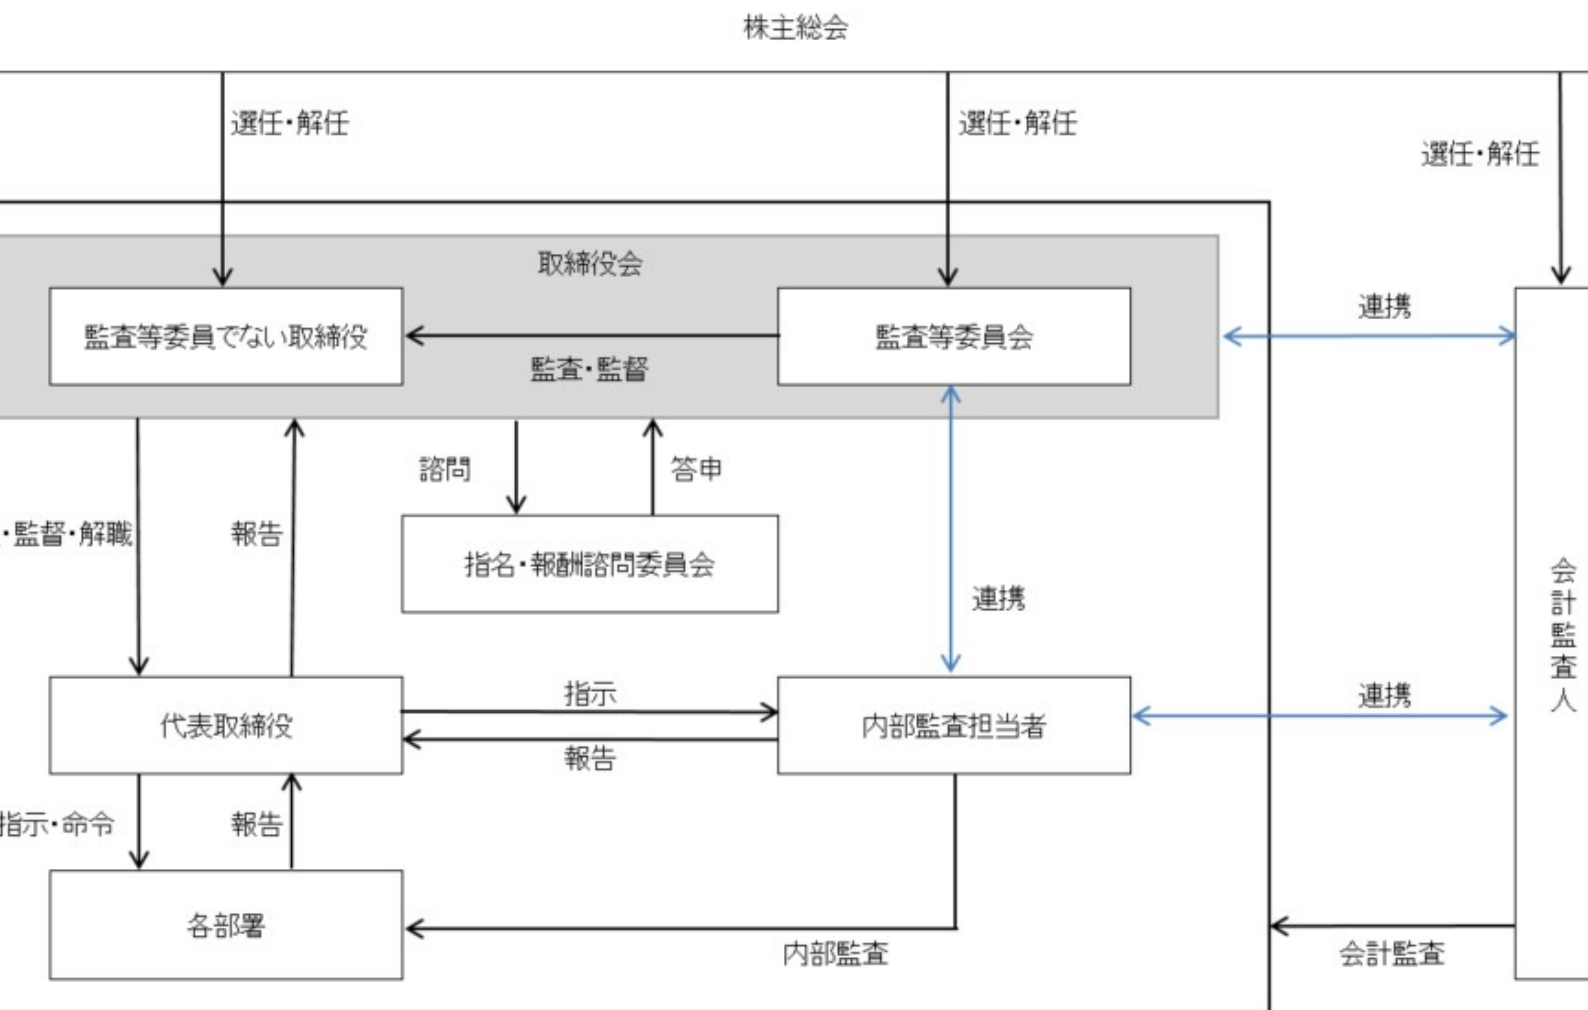 株主総会
選任・解任
選任・解任
選任・解任
取締役会
監査等委員でない取締役
監査等委員会
連携
監査・監督
諮問
答申
・監督・解職
報告
指名・報酬諮問委員会
連携
会計監査人
代表取締役
指示
報告
内部監査担当者
連携
指示・命令
報告
各部署
内部監査
会計監査